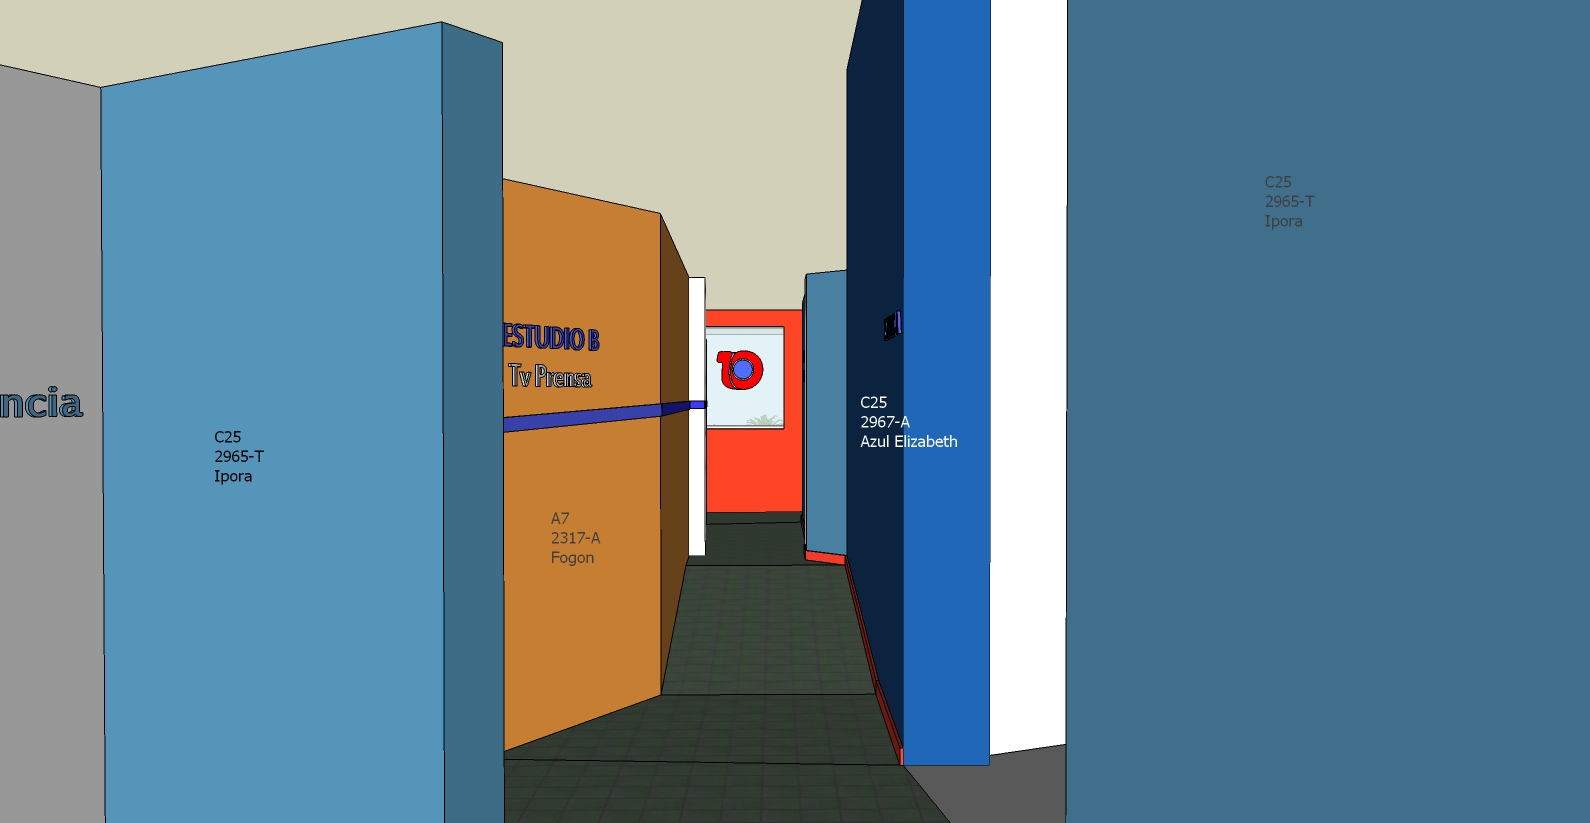 ncia
C25
2965-T
Ipora
ESTUDIO B
Tv Prensa
A7
2317-A
Fogon
C25
2967-A
Azul Elizabeth
C25
2965-T
Ipora